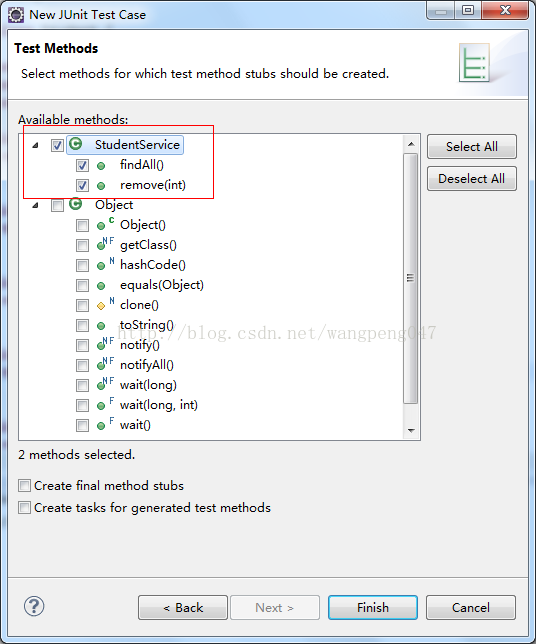 New JUnit Test Case
Test Methods
Select methods for which test method stubs should be created.
Available methods:
StudentService
findAll()
remove(int)
Object
C Object()
NF getClass()
N hashCode()
equals(Object)
N clone()
toString()
http://blog.csdn.net/wangpeng047
NF notify()
NF notifyAll()
F wait(long)
F wait(long, int)
F wait()
Select All
Deselect All
2 methods selected.
Create final method stubs
Create tasks for generated test methods
?
< Back
Next >
Finish
Cancel